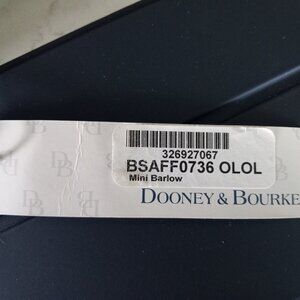 326927067
BSAFF0736 OLOL
Mini Barlow
DOONEY & BOURKE